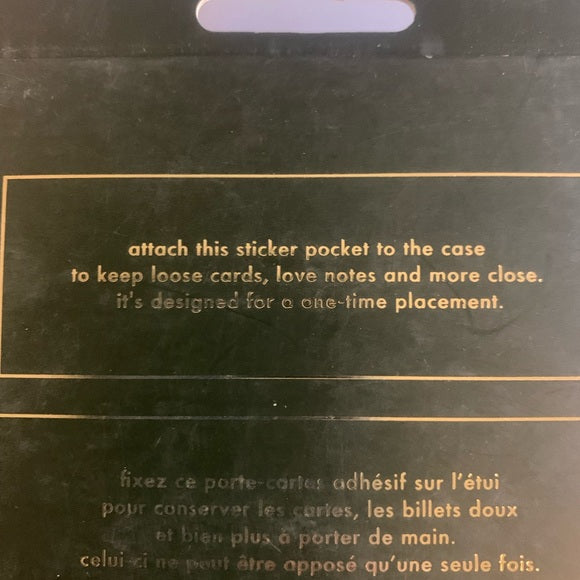 attach this sticker pocket to the case
to keep loose cards, love notes and more close.
it's designed for a one-time placement.
fixez ce porte-cartes adhésif sur l'étui
pour conserver les cartes, les billets doux
et bien plus à porter de main.
celui-ci ne peut être apposé qu'une seule fois.